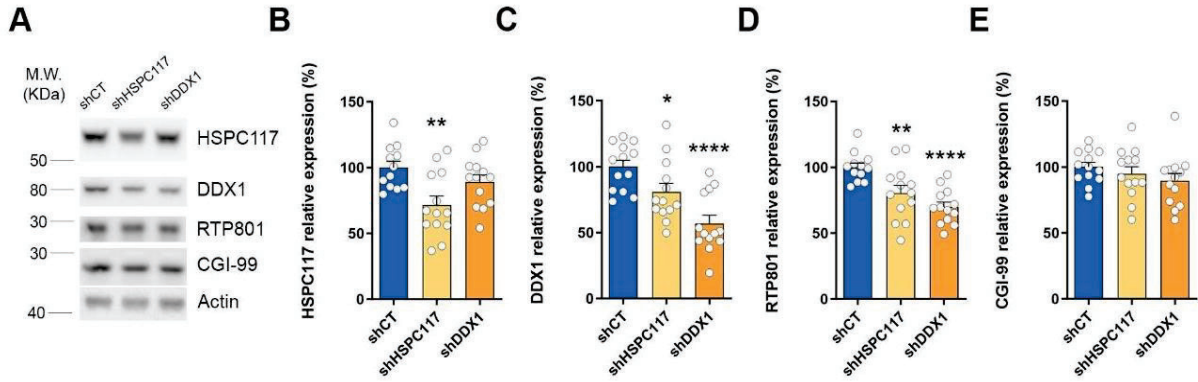 A
B
C
D
E
M.W.
(KDa)
shCT
shHSPC117
shDDX1
HSPC117
50
DDX1
80
30
RTP801
30
CGI-99
Actin
40
HSPC117 relative expression (%)
150
100
50
0
**
shCT
shHSPC117
shDDX1
DDX1 relative expression (%)
150
100
50
0
*
****
shCT
shHSPC117
shDDX1
RTP801 relative expression (%)
150
100
50
0
**
****
shCT
shHSPC117
shDDX1
CGI-99 relative expression (%)
150
100
50
0
shCT
shHSPC117
shDDX1